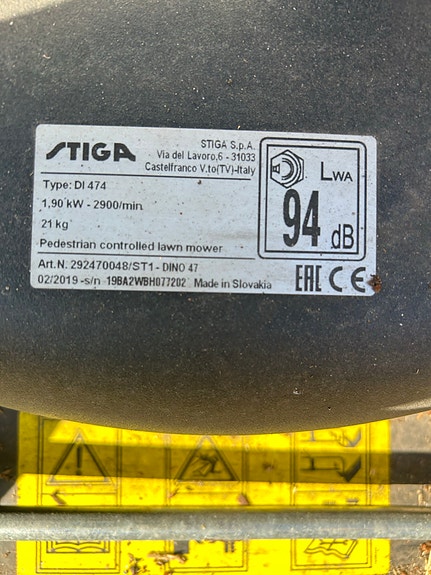 STIGA
STIGA S.p.A.
Via del Lavoro,6 - 31033
Castelfranco V.to(TV)-Italy
Type: DI 474
1,90 kW - 2900/min
21 kg
Pedestrian controlled lawn mower
LWA
94 dB
Art.N. 292470048/ST1 - DINO 47
02/2019 -s/n 19BA2WBH077202 Made in Slovakia
EAC CE